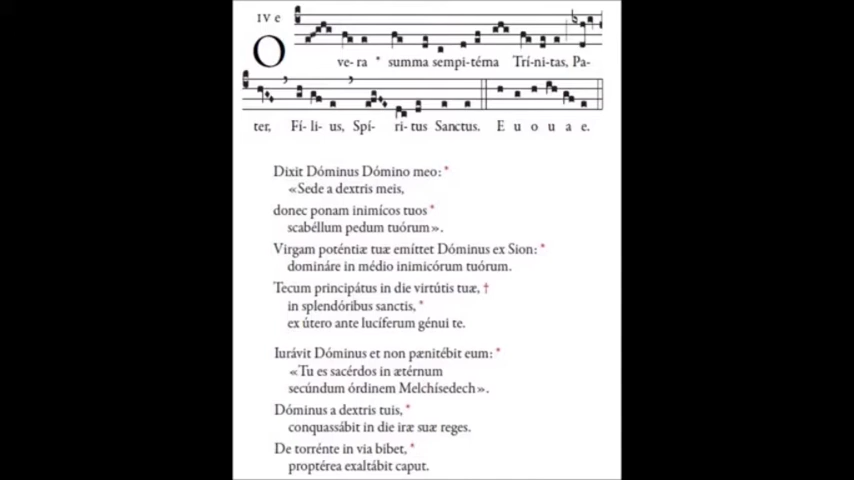 IV e
O ve- ra * summa sempi-térna Trí-ni-tas, Pa-
ter, Fí- li- us, Spí- ri- tus Sanctus. E u o u a e.
Dixit Dóminus Dómino meo: *
«Sede a dextris meis,
donec ponam inimícos tuos *
scabéllum pedum tuórum».
Virgam poténtiæ tuæ emíttet Dóminus ex Sion: *
domináre in médio inimicórum tuórum.
Tecum principátus in die virtútis tuæ, †
in splendóribus sanctis, *
ex útero ante lucíferum génui te.
Iurávit Dóminus et non pænitébit eum: *
«Tu es sacérdos in ætérnum
secúndum órdinem Melchísedech».
Dóminus a dextris tuis, *
conquassábit in die iræ suæ reges.
De torrénte in via bibet, *
proptérea exaltábit caput.